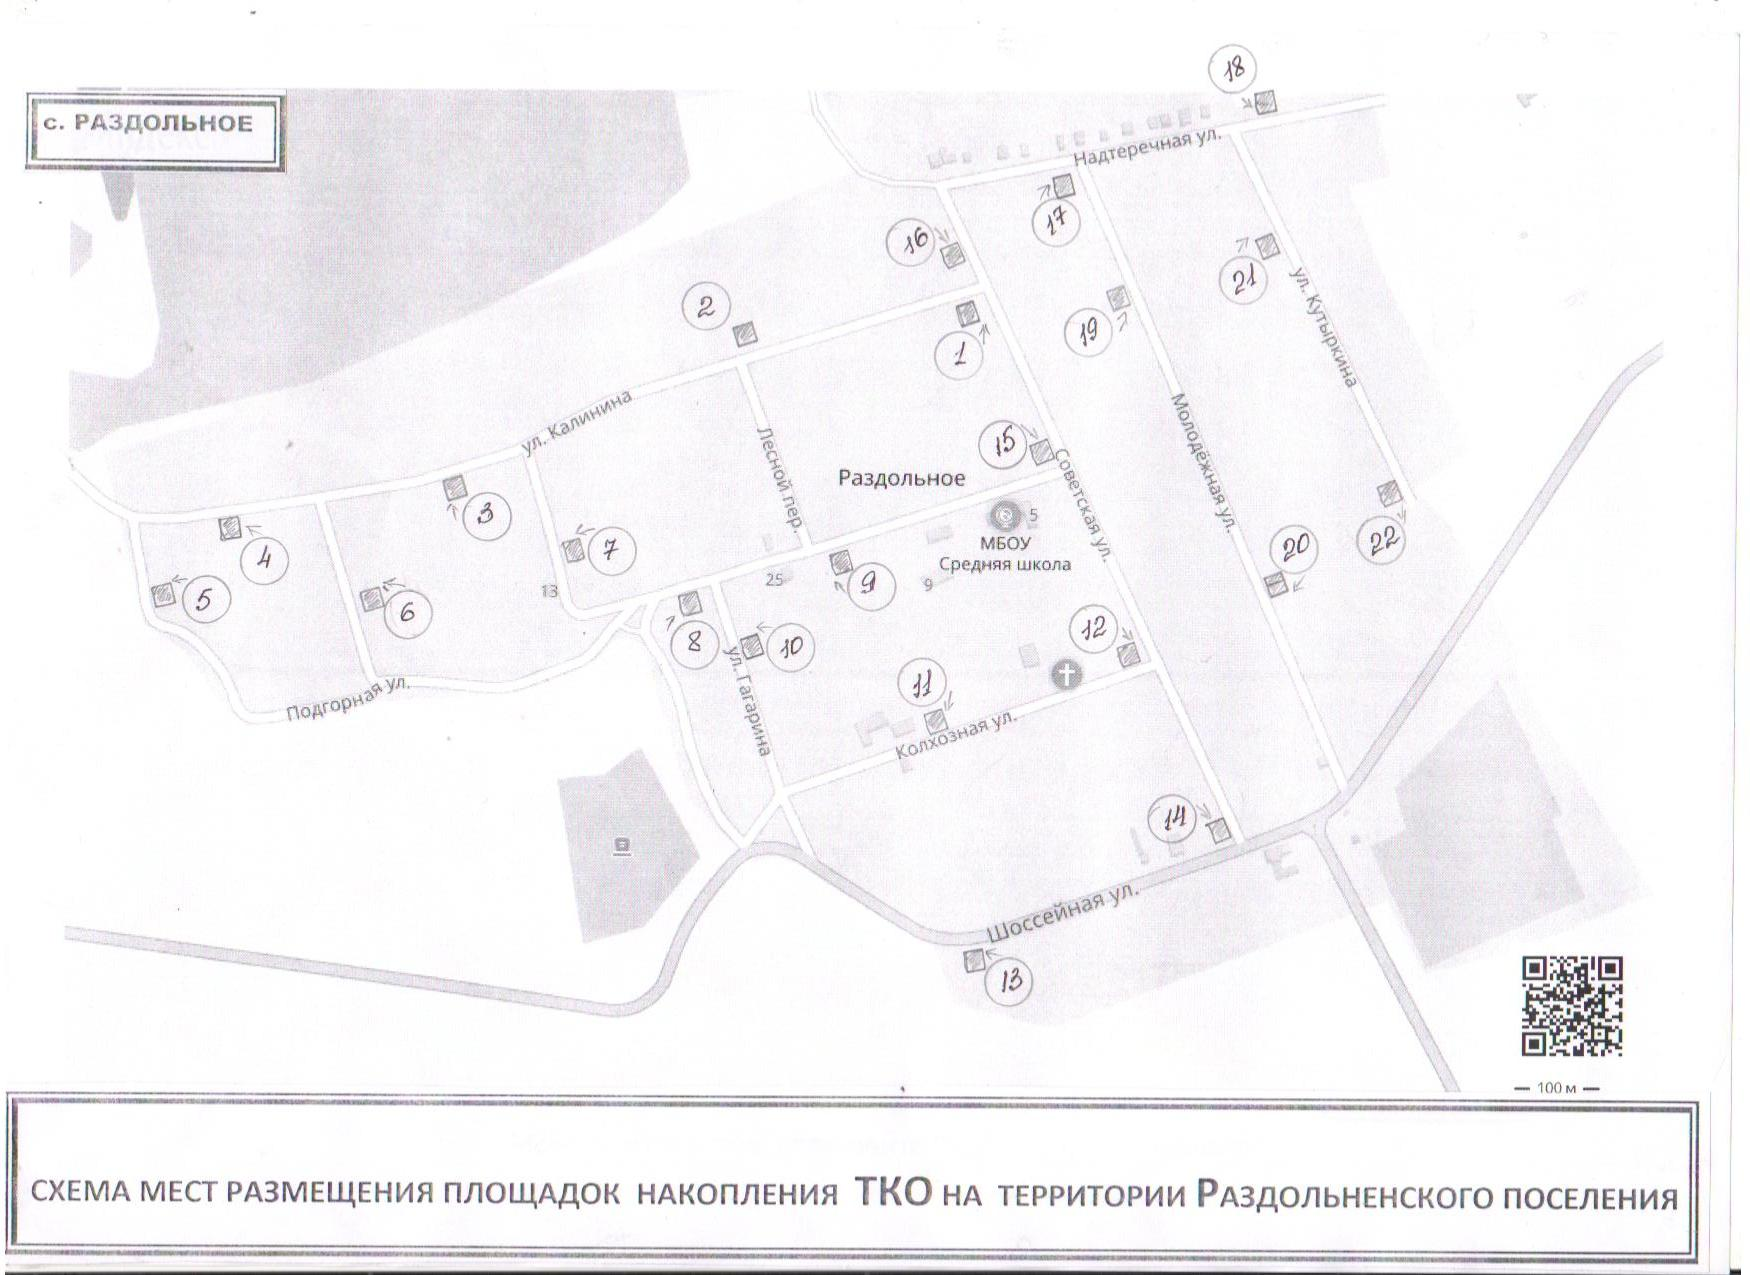 с. РАЗДОЛЬНОЕ
18
Надтеречная ул.
17
16
21
ул. Кутыркина
2
19
1
ул. Калинина
Лесной пер.
15
Советская ул.
Молодёжная ул.
Раздольное
5
МБОУ
Средняя школа
3
4
7
22
20
5
6
13
25
9
9
8
10
12
ул. Гагарина
11
Подгорная ул.
Колхозная ул.
14
Шоссейная ул.
13
100 м
СХЕМА МЕСТ РАЗМЕЩЕНИЯ ПЛОЩАДОК НАКОПЛЕНИЯ ТКО НА ТЕРРИТОРИИ РАЗДОЛЬНЕНСКОГО ПОСЕЛЕНИЯ